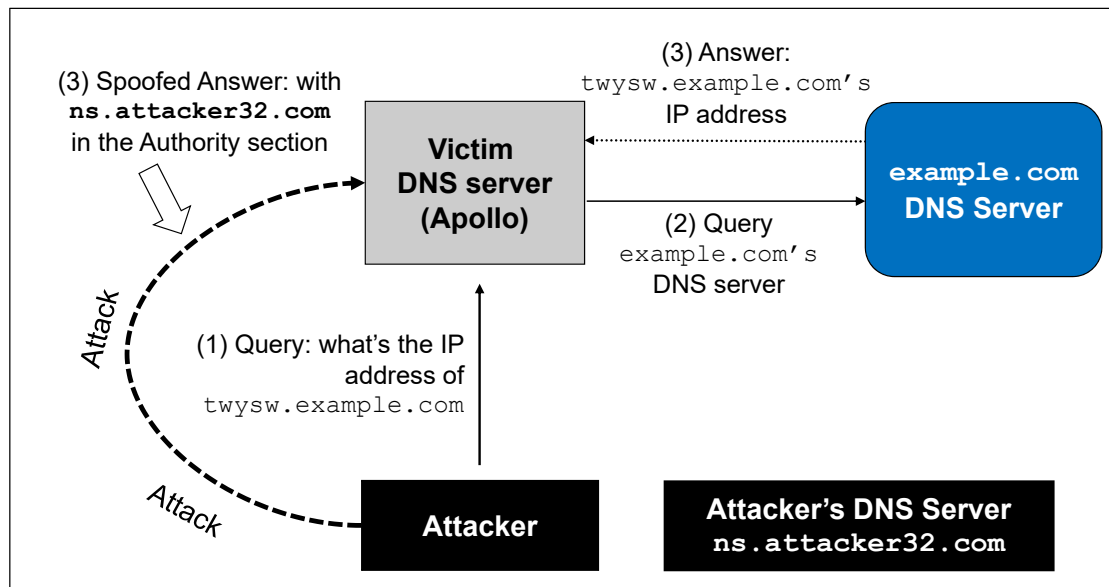 (3) Spoofed Answer: with
ns.attacker32.com
in the Authority section
(3) Answer:
twysw.example.com's
IP address
Victim
DNS server
(Apollo)
example.com
DNS Server
(2) Query
example.com's
DNS server
Attack
(1) Query: what's the IP
address of
twysw.example.com
Attack
Attacker
Attacker's DNS Server
ns.attacker32.com